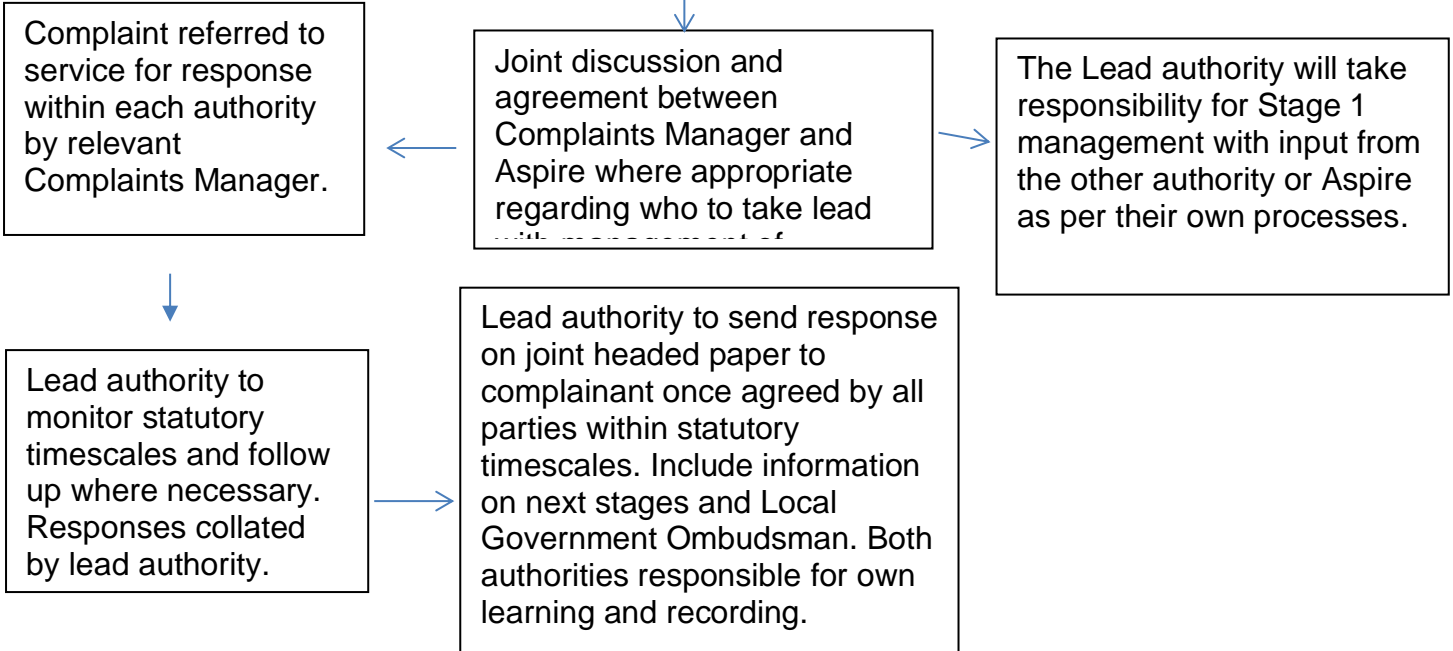 Complaint referred to
service for response
within each authority
by relevant
Complaints Manager.
Joint discussion and
agreement between
Complaints Manager and
Aspire where appropriate
regarding who to take lead
with management of
The Lead authority will take
responsibility for Stage 1
management with input from
the other authority or Aspire
as per their own processes.
Lead authority to
monitor statutory
timescales and follow
up where necessary.
Responses collated
by lead authority.
Lead authority to send response
on joint headed paper to
complainant once agreed by all
parties within statutory
timescales. Include information
on next stages and Local
Government Ombudsman. Both
authorities responsible for own
learning and recording.